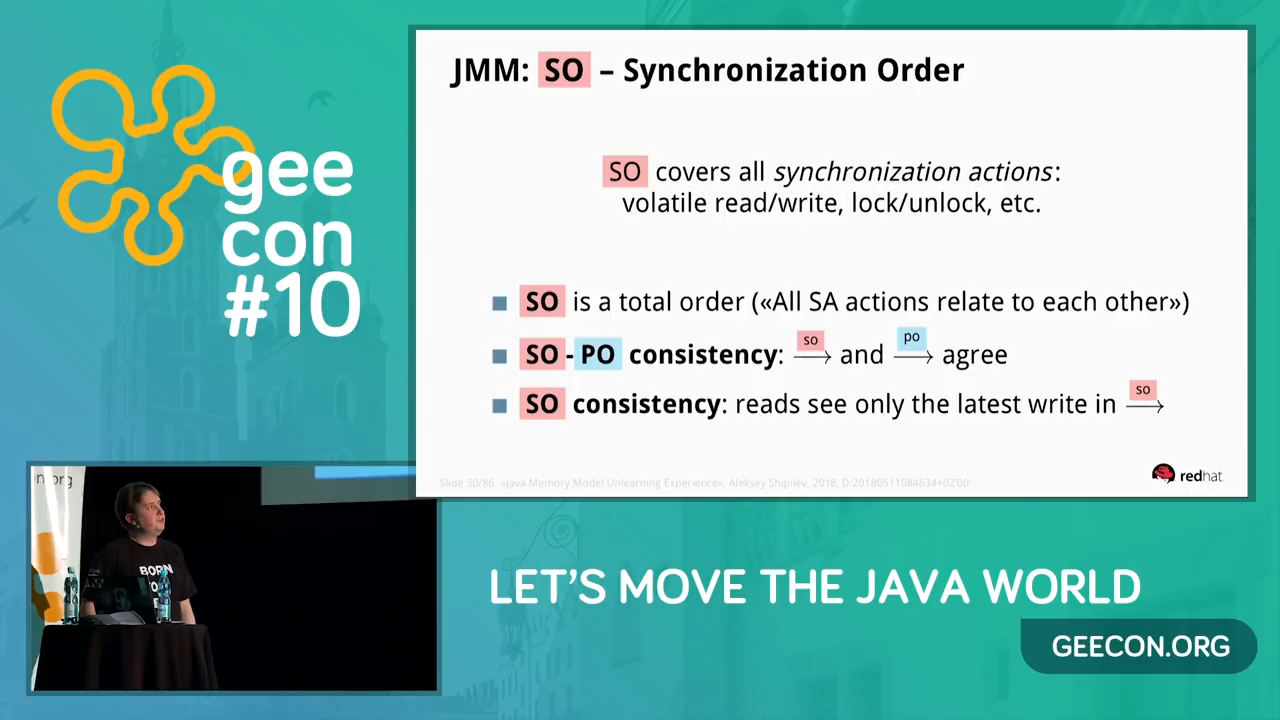 gee
con
#10
JMM: SO – Synchronization Order
SO covers all synchronization actions:
volatile read/write, lock/unlock, etc.
SO is a total order («All SA actions relate to each other»)
SO-PO consistency: so and po agree
SO consistency: reads see only the latest write in so
Slide 30/86. «Java Memory Model Unlearning Experience», Aleksey Shipilëv, 2018, D:20180511084634+02'00'
redhat.
BORN
LET'S MOVE THE JAVA WORLD
GEECON.ORG